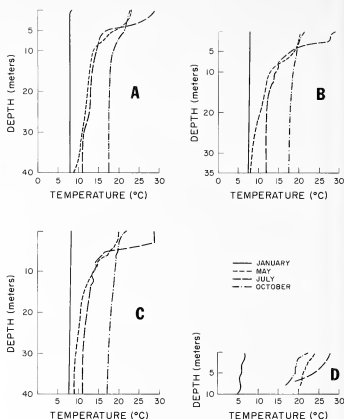 5
10
20
30
40
DEPTH (meters)
A
0 5 10 15 20 25 30
TEMPERATURE (°C)
0
5
10
20
30
35
DEPTH (meters)
B
0 5 10 15 20 25 30
TEMPERATURE (°C)
10
20
30
40
DEPTH (meters)
C
0 5 10 15 20 25 30
TEMPERATURE (°C)
JANUARY
MAY
JULY
OCTOBER
5
10
DEPTH (meters)
D
0 5 10 15 20 25 30
TEMPERATURE (°C)